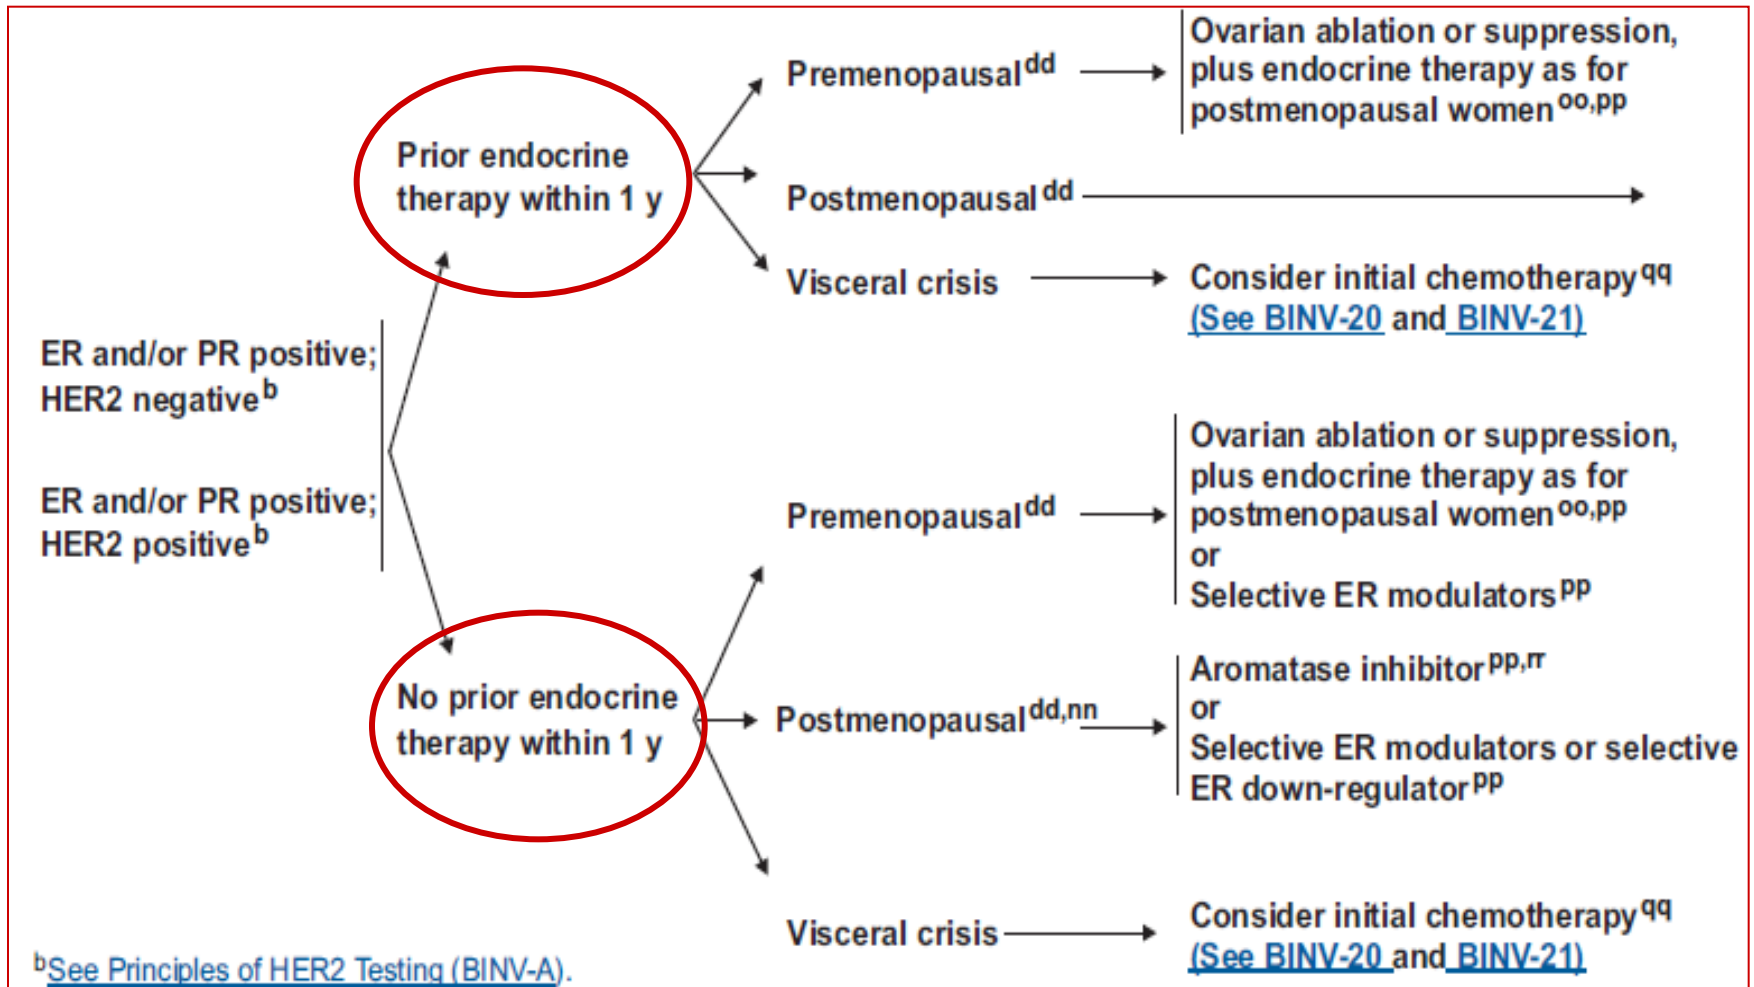 Ovarian ablation or suppression,
plus endocrine therapy as for
postmenopausal women oo,pp
Premenopausal dd
Prior endocrine
therapy within 1 y
Postmenopausal dd
Visceral crisis
Consider initial chemotherapy qq
(See BINV-20 and BINV-21)
ER and/or PR positive;
HER2 negative b
ER and/or PR positive;
HER2 positive b
Premenopausal dd
Ovarian ablation or suppression,
plus endocrine therapy as for
postmenopausal women oo,pp
or
Selective ER modulators pp
No prior endocrine
therapy within 1 y
Postmenopausal dd,nn
Aromatase inhibitor pp,rr
or
Selective ER modulators or selective
ER down-regulator pp
Visceral crisis
Consider initial chemotherapy qq
(See BINV-20 and BINV-21)
b See Principles of HER2 Testing (BINV-A).